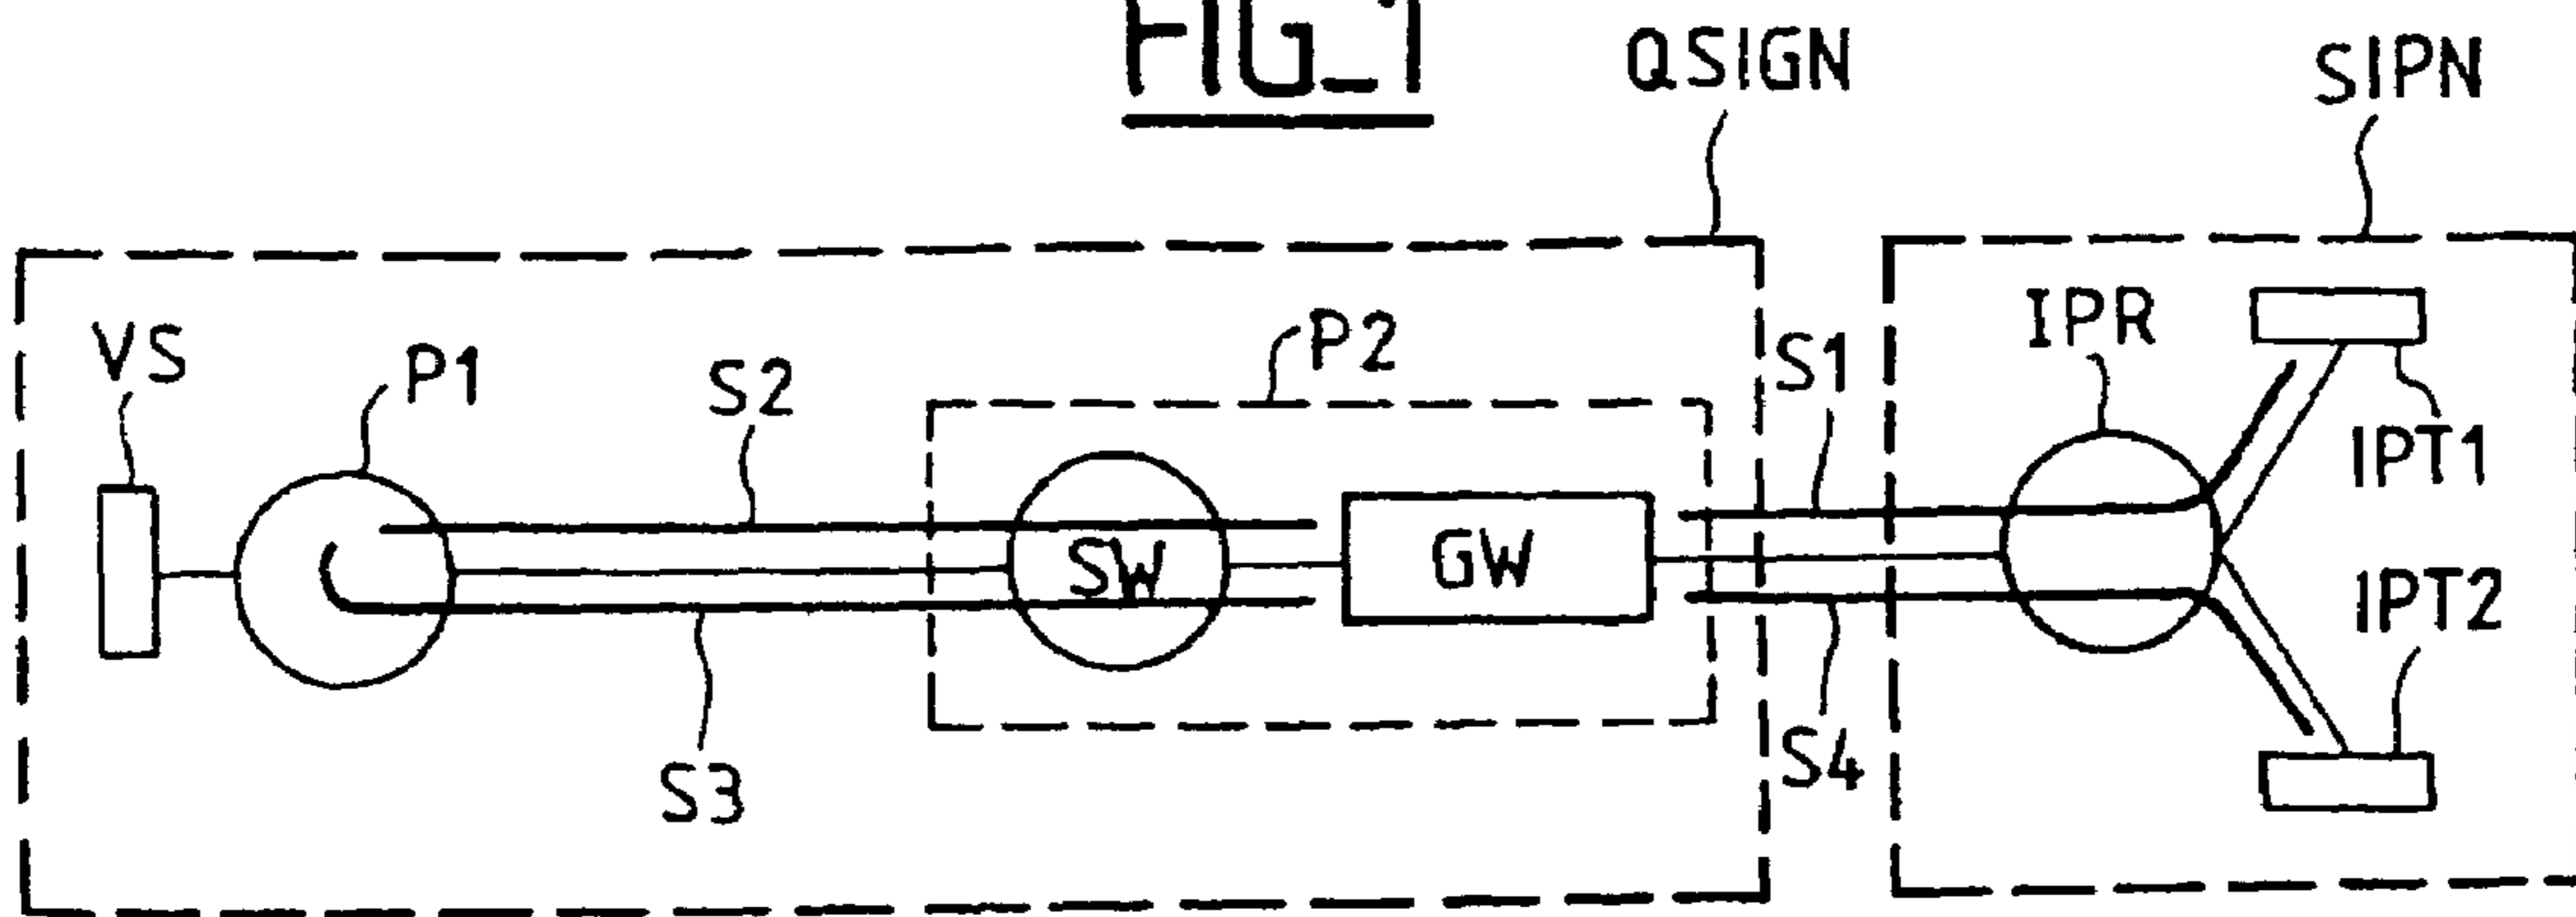 FIG_1
QSIGN
SIPN
VS
P1
S2
P2
S1
IPR
IPT1
SW
GW
IPT2
S3
S4